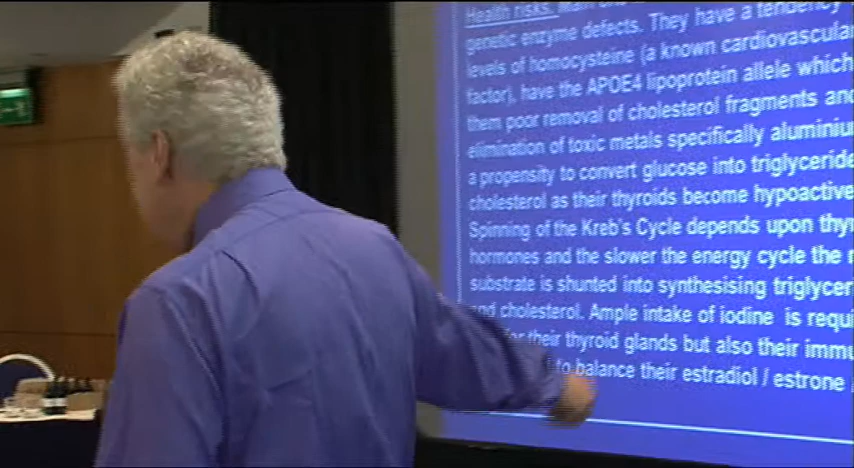 Health risks.
genetic enzyme defects. They have a tendency
levels of homocysteine (a known cardiovascular
factor), have the APOE4 lipoprotein allele which
them poor removal of cholesterol fragments an
elimination of toxic metals specifically aluminiu
a propensity to convert glucose into triglyceride
cholesterol as their thyroids become hypoactive
Spinning of the Kreb's Cycle depends upon thyr
hormones and the slower the energy cycle the
substrate is shunted into synthesising triglycer
and cholesterol. Ample intake of iodine is requi
for their thyroid glands but also their immu
to balance their estradiol / estrone